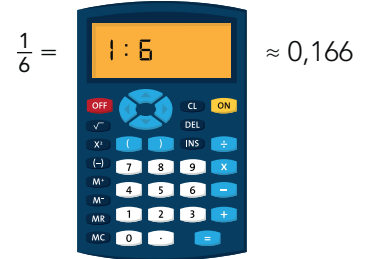 1/6 = 1:6 ≈ 0,166
OFF CL ON
√‾ DEL
X² ( ) INS ÷
(–) 7 8 9 x
M⁺ 4 5 6 –
M⁻ 1 2 3 +
MR
MC 0 · =